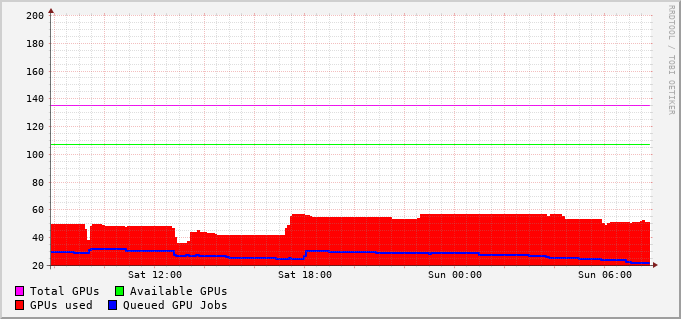 RRDTOOL / TOBI OETIKER
200
180
160
140
120
100
80
60
40
20
Sat 12:00 Sat 18:00 Sun 00:00 Sun 06:00
Total GPUs Available GPUs
GPUs used Queued GPU Jobs